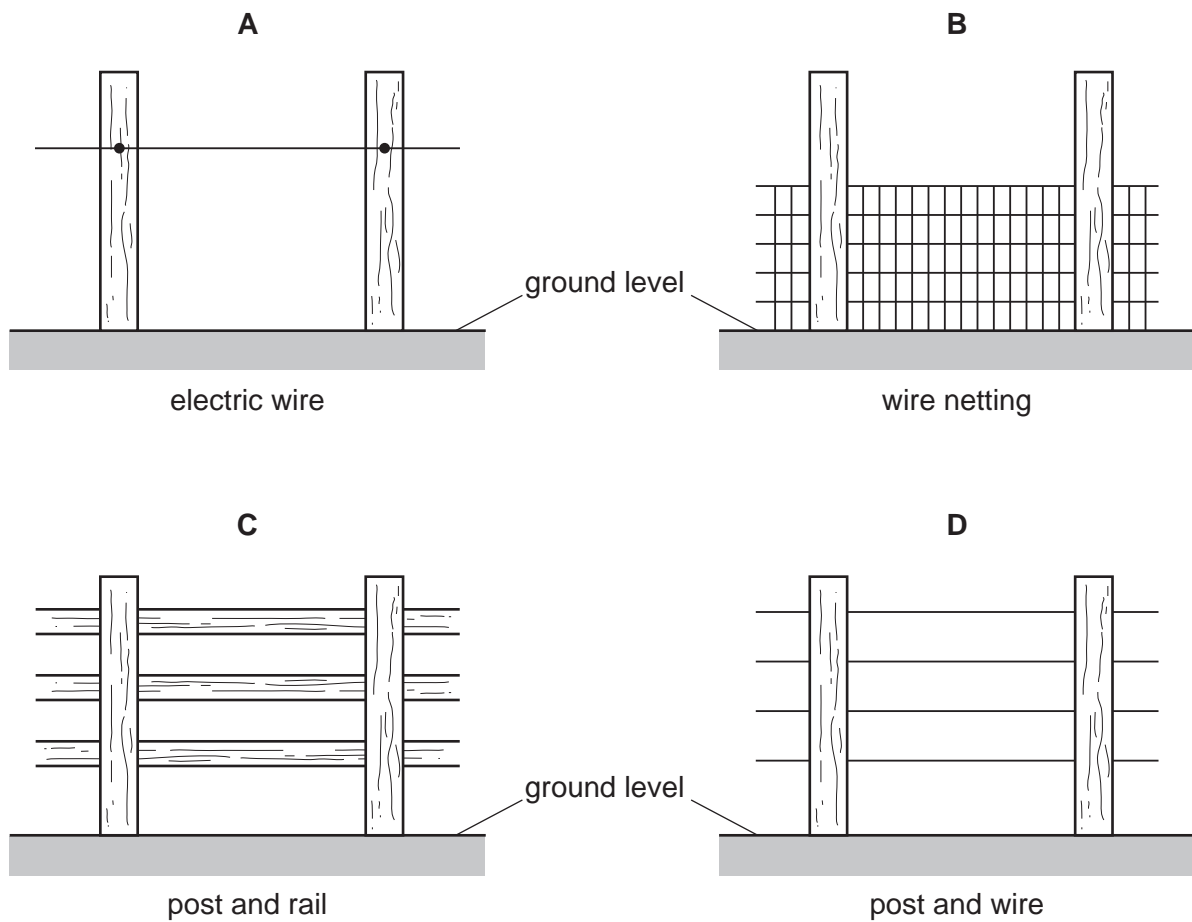 A
B
ground level
electric wire
wire netting
C
D
ground level
post and rail
post and wire